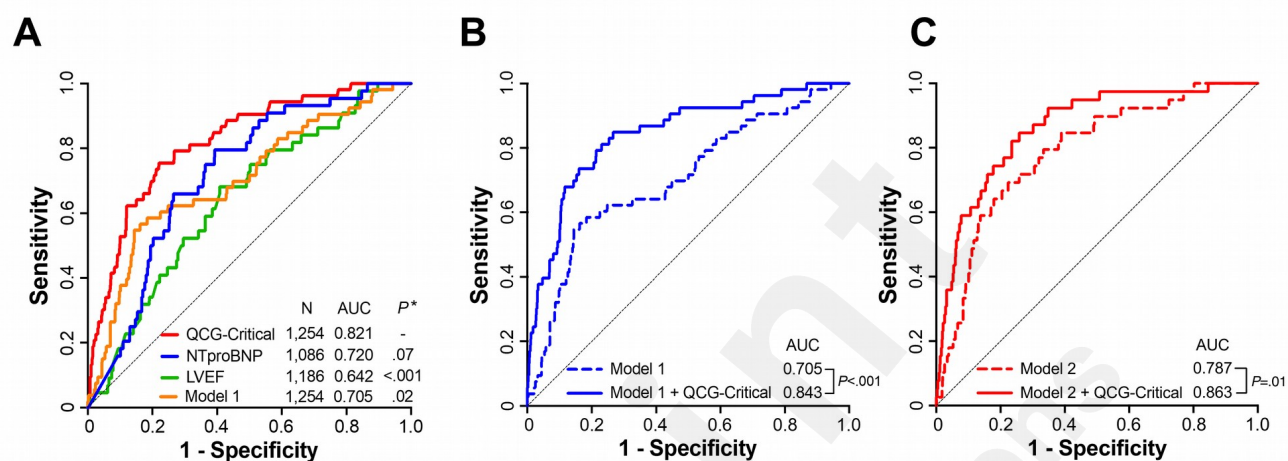 A
Sensitivity
1.0
0.8
0.6
0.4
0.2
0
N AUC P*
QCG-Critical 1,254 0.821 -
NTproBNP 1,086 0.720 .07
LVEF 1,186 0.642 <.001
Model 1 1,254 0.705 .02
0 0.2 0.4 0.6 0.8 1.0
1 - Specificity
B
Sensitivity
1.0
0.8
0.6
0.4
0.2
0
AUC
Model 1 0.705
P<.001
Model 1 + QCG-Critical 0.843
0 0.2 0.4 0.6 0.8 1.0
1 - Specificity
C
Sensitivity
1.0
0.8
0.6
0.4
0.2
0
AUC
Model 2 0.787
P=.01
Model 2 + QCG-Critical 0.863
0 0.2 0.4 0.6 0.8 1.0
1 - Specificity